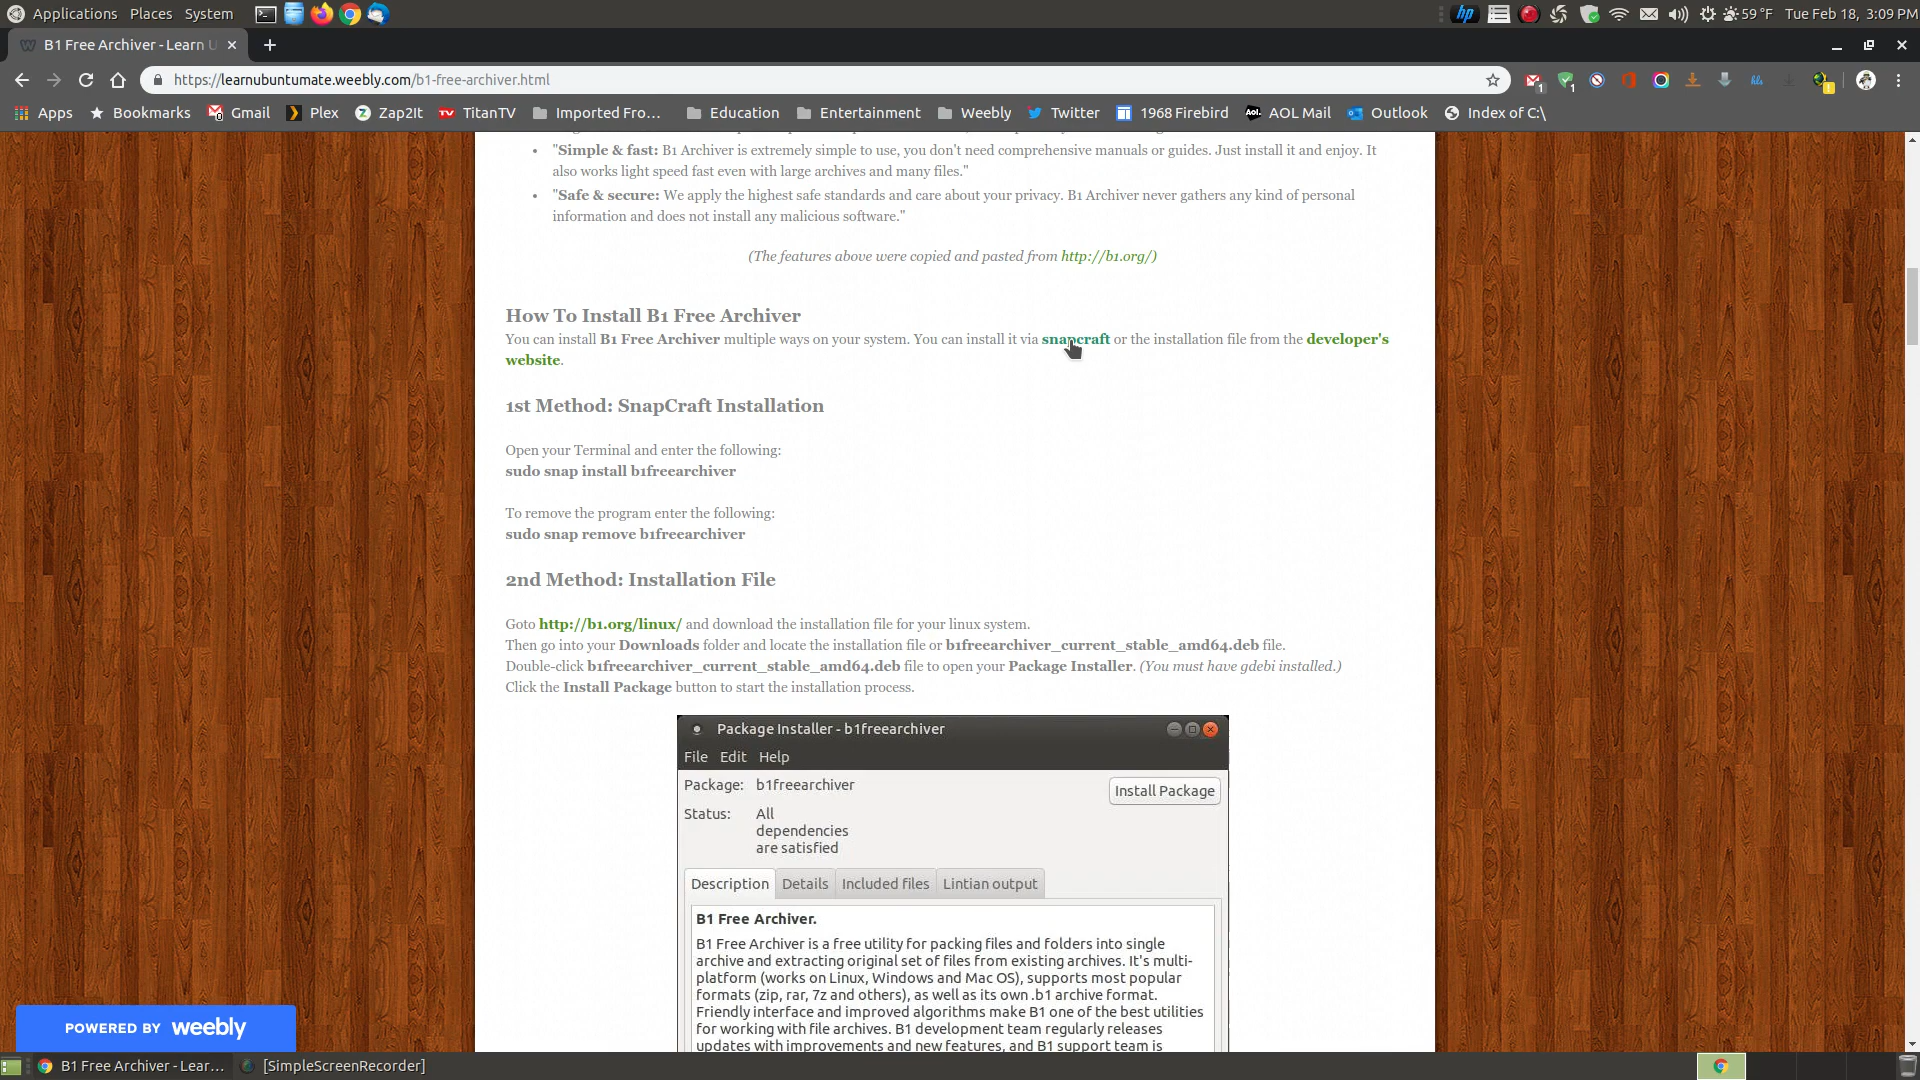 Applications Places System
59 °F Tue Feb 18, 3:09 PM
B1 Free Archiver - Learn U
https://learnubuntumate.weebly.com/b1-free-archiver.html
Apps Bookmarks Gmail Plex Zap2It TitanTV Imported Fro... Education Entertainment Weebly Twitter 1968 Firebird AOL Mail Outlook Index of C:\
"Simple & fast: B1 Archiver is extremely simple to use, you don't need comprehensive manuals or guides. Just install it and enjoy. It
also works light speed fast even with large archives and many files."
"Safe & secure: We apply the highest safe standards and care about your privacy. B1 Archiver never gathers any kind of personal
information and does not install any malicious software."
(The features above were copied and pasted from http://b1.org/)
How To Install B1 Free Archiver
You can install B1 Free Archiver multiple ways on your system. You can install it via snapcraft or the installation file from the developer's
website.
1st Method: SnapCraft Installation
Open your Terminal and enter the following:
sudo snap install b1freearchiver
To remove the program enter the following:
sudo snap remove b1freearchiver
2nd Method: Installation File
Goto http://b1.org/linux/ and download the installation file for your linux system.
Then go into your Downloads folder and locate the installation file or b1freearchiver_current_stable_amd64.deb file.
Double-click b1freearchiver_current_stable_amd64.deb file to open your Package Installer. (You must have gdebi installed.)
Click the Install Package button to start the installation process.
Package Installer - b1freearchiver
File Edit Help
Package: b1freearchiver
Install Package
Status: All
dependencies
are satisfied
Description Details Included files Lintian output
B1 Free Archiver.
B1 Free Archiver is a free utility for packing files and folders into single
archive and extracting original set of files from existing archives. It's multi-
platform (works on Linux, Windows and Mac OS), supports most popular
formats (zip, rar, 7z and others), as well as its own .b1 archive format.
Friendly interface and improved algorithms make B1 one of the best utilities
for working with file archives. B1 development team regularly releases
updates with improvements and new features, and B1 support team is
POWERED BY weebly
B1 Free Archiver - Lear... [SimpleScreenRecorder]